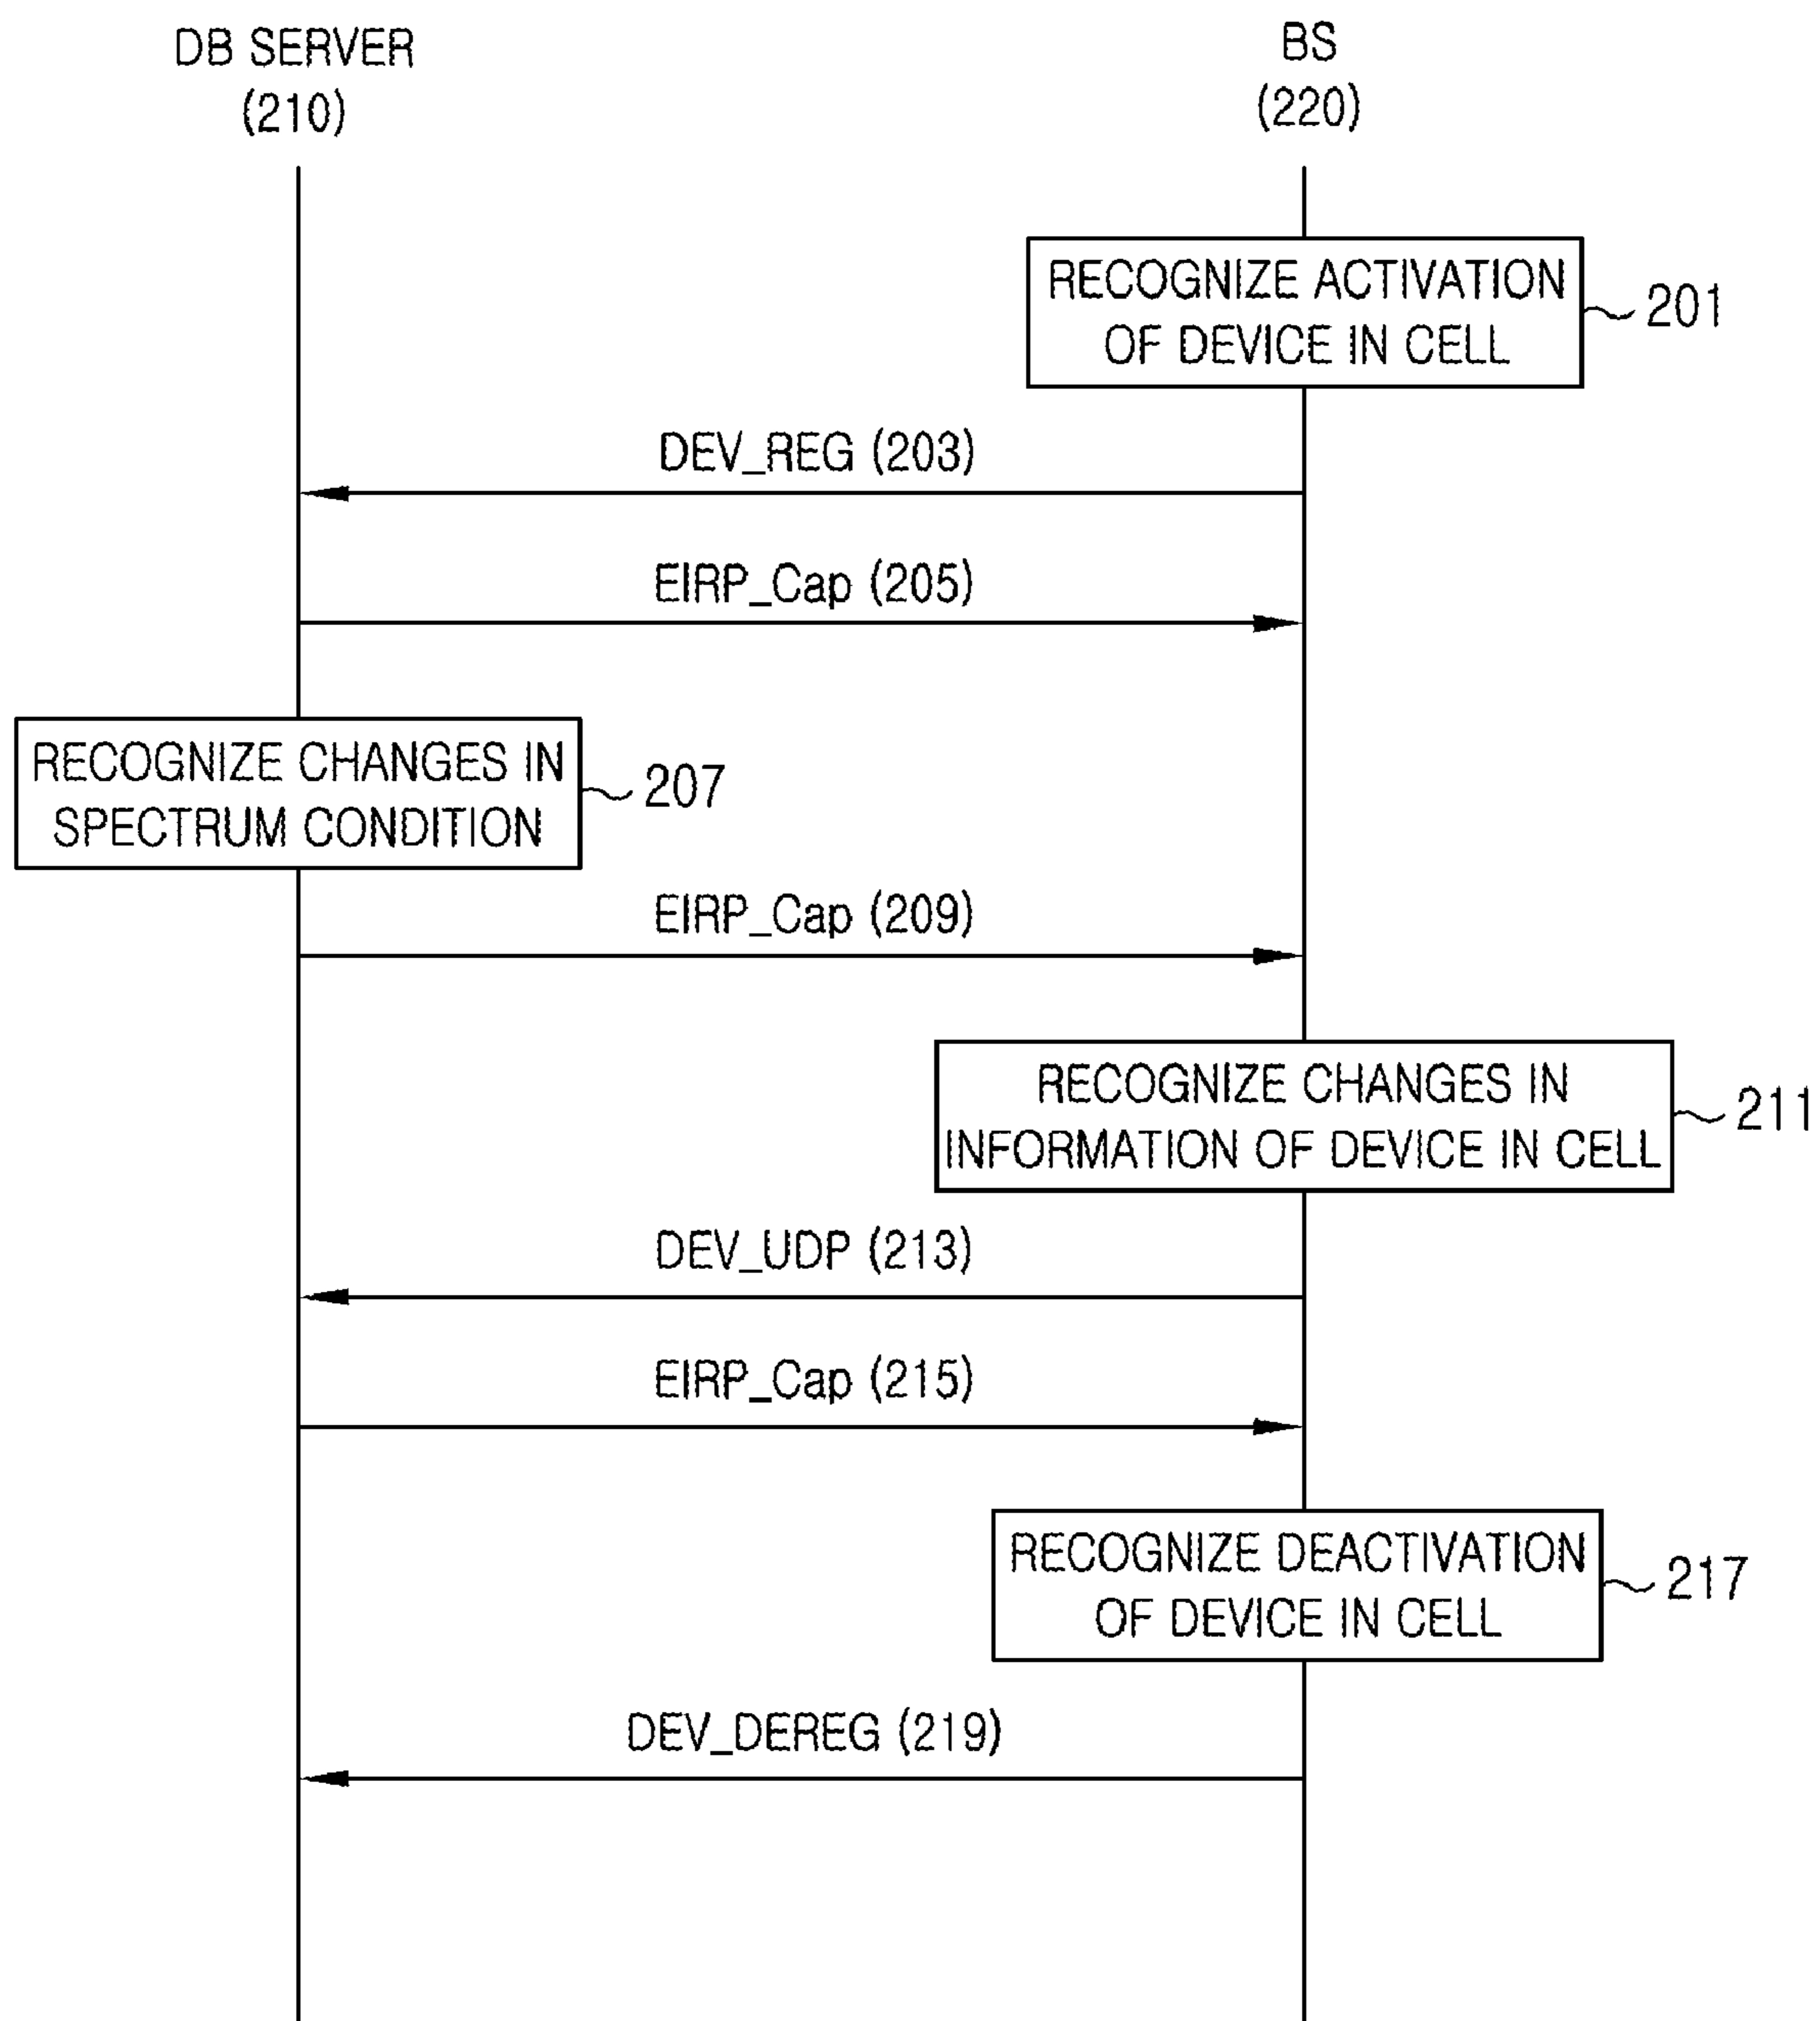 DB SERVER
(210)
BS
(220)
RECOGNIZE ACTIVATION
OF DEVICE IN CELL
201
DEV_REG (203)
EIRP_Cap (205)
RECOGNIZE CHANGES IN
SPECTRUM CONDITION
207
EIRP_Cap (209)
RECOGNIZE CHANGES IN
INFORMATION OF DEVICE IN CELL
211
DEV_UDP (213)
EIRP_Cap (215)
RECOGNIZE DEACTIVATION
OF DEVICE IN CELL
217
DEV_DEREG (219)